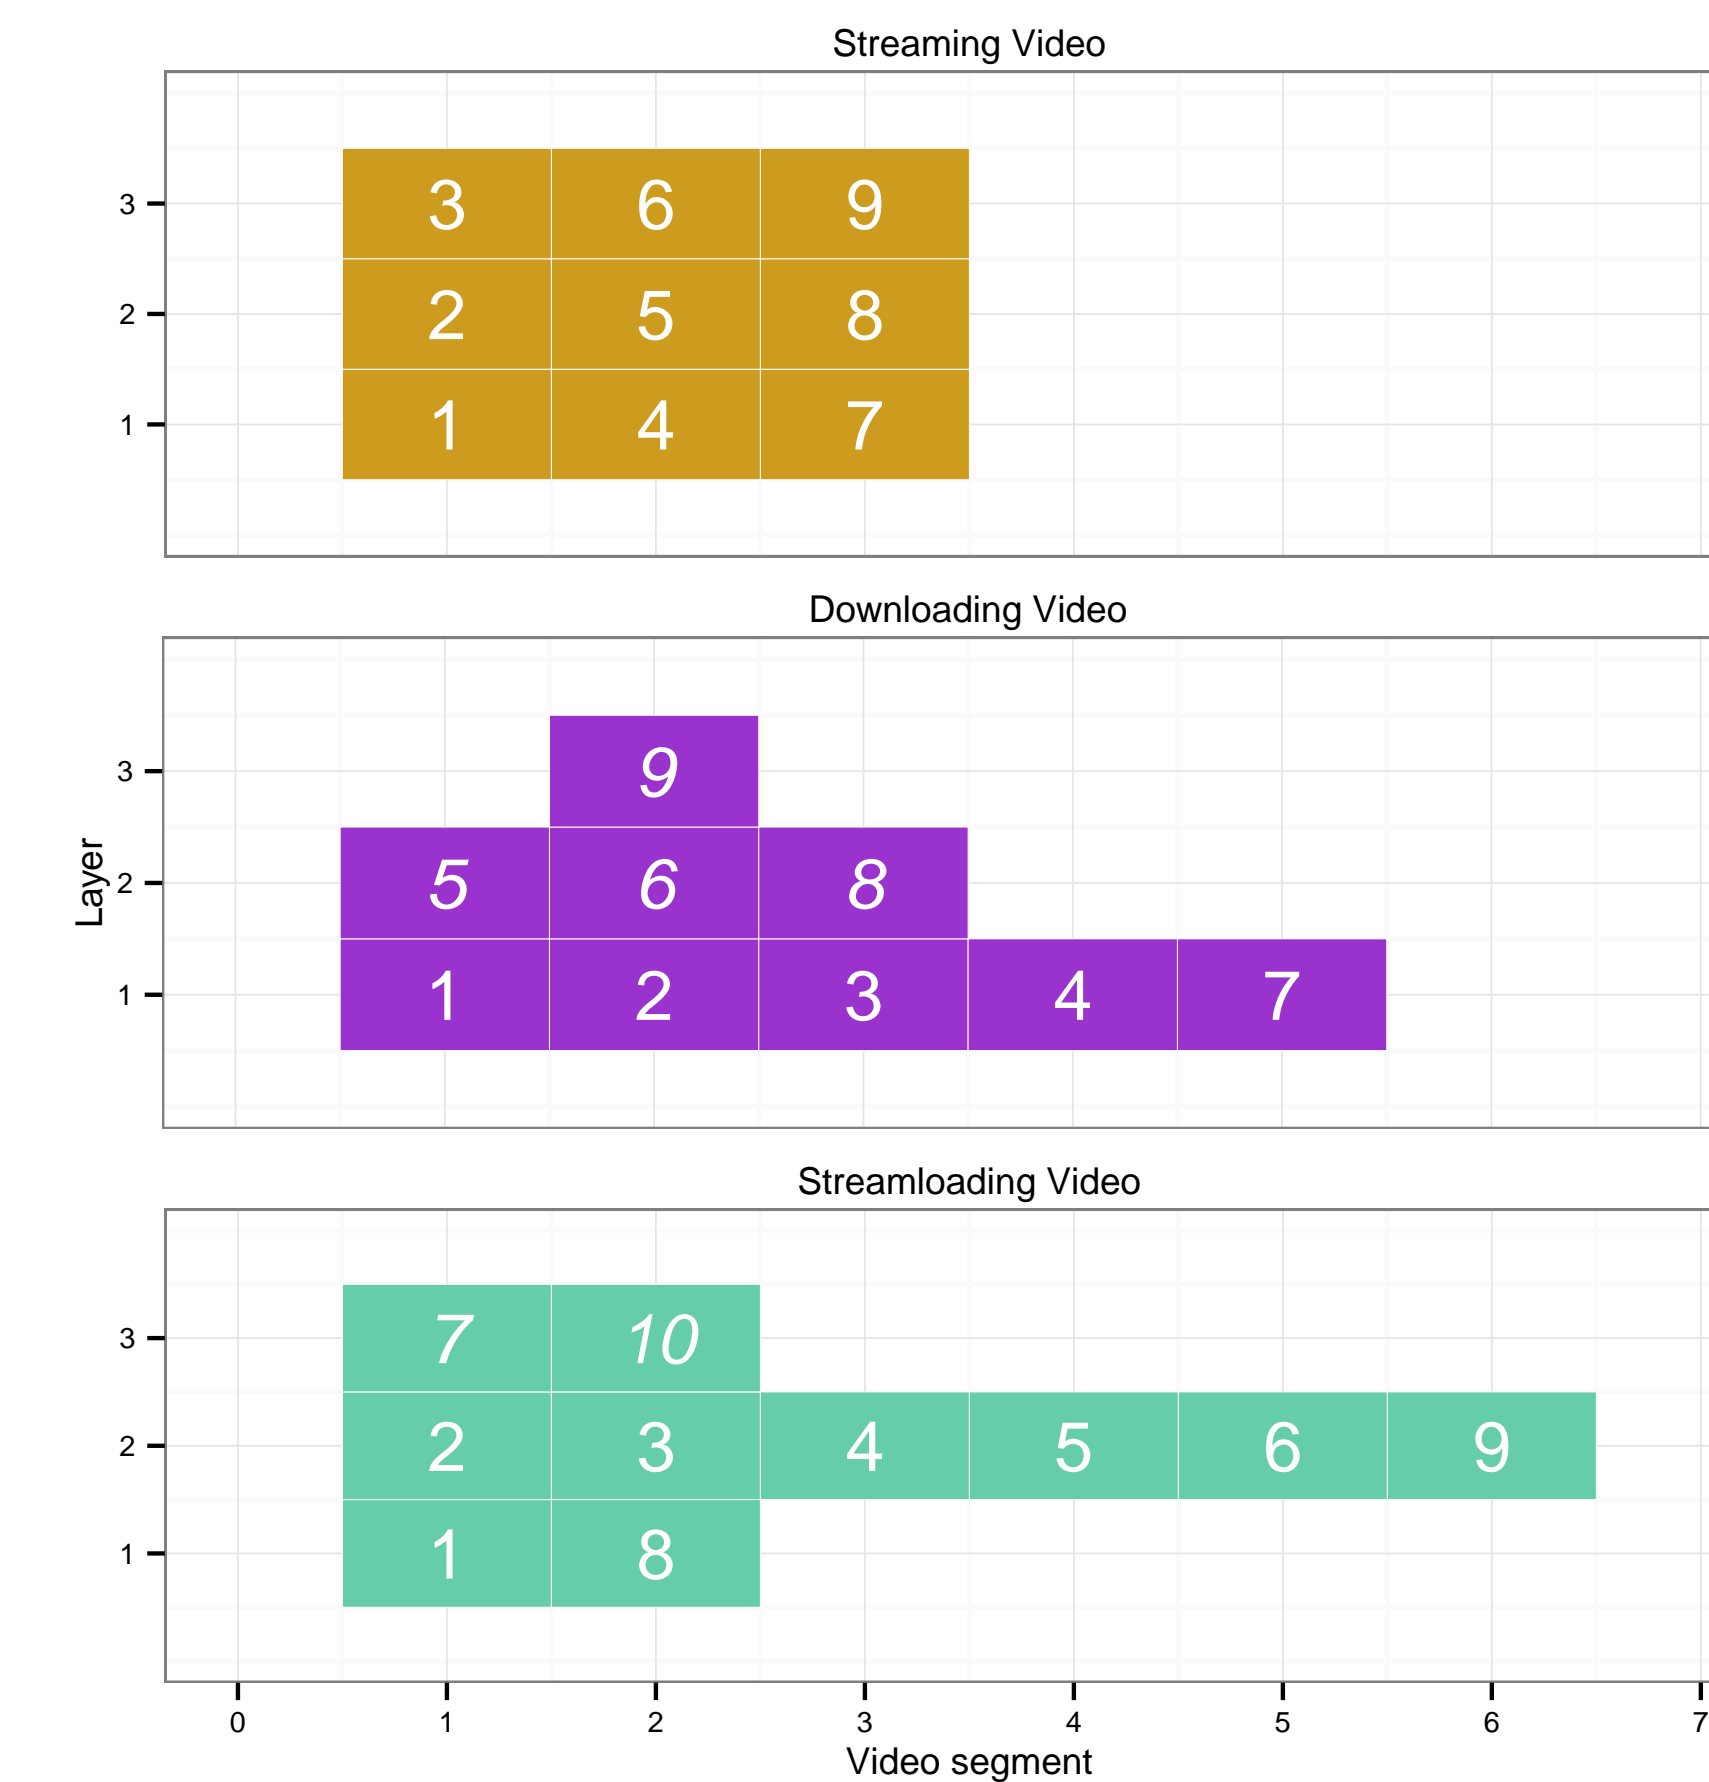 Streaming Video
3 3 6 9
2 2 5 8
1 1 4 7
Downloading Video
3 9
Layer
2 5 6 8
1 1 2 3 4 7
Streamloading Video
3 7 10
2 2 3 4 5 6 9
1 1 8
0 1 2 3 4 5 6 7
Video segment